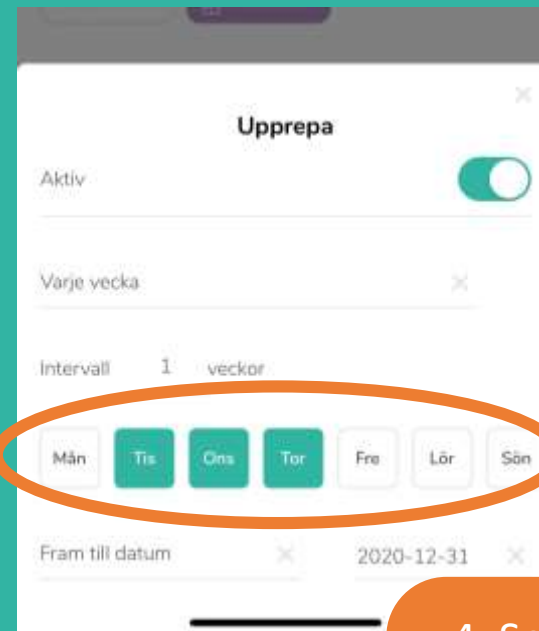 Upprepa
Aktiv
Varje vecka
Intervall 1 veckor
Mån Tis Ons Tor Fre Lör Sön
Fram till datum 2020-12-31